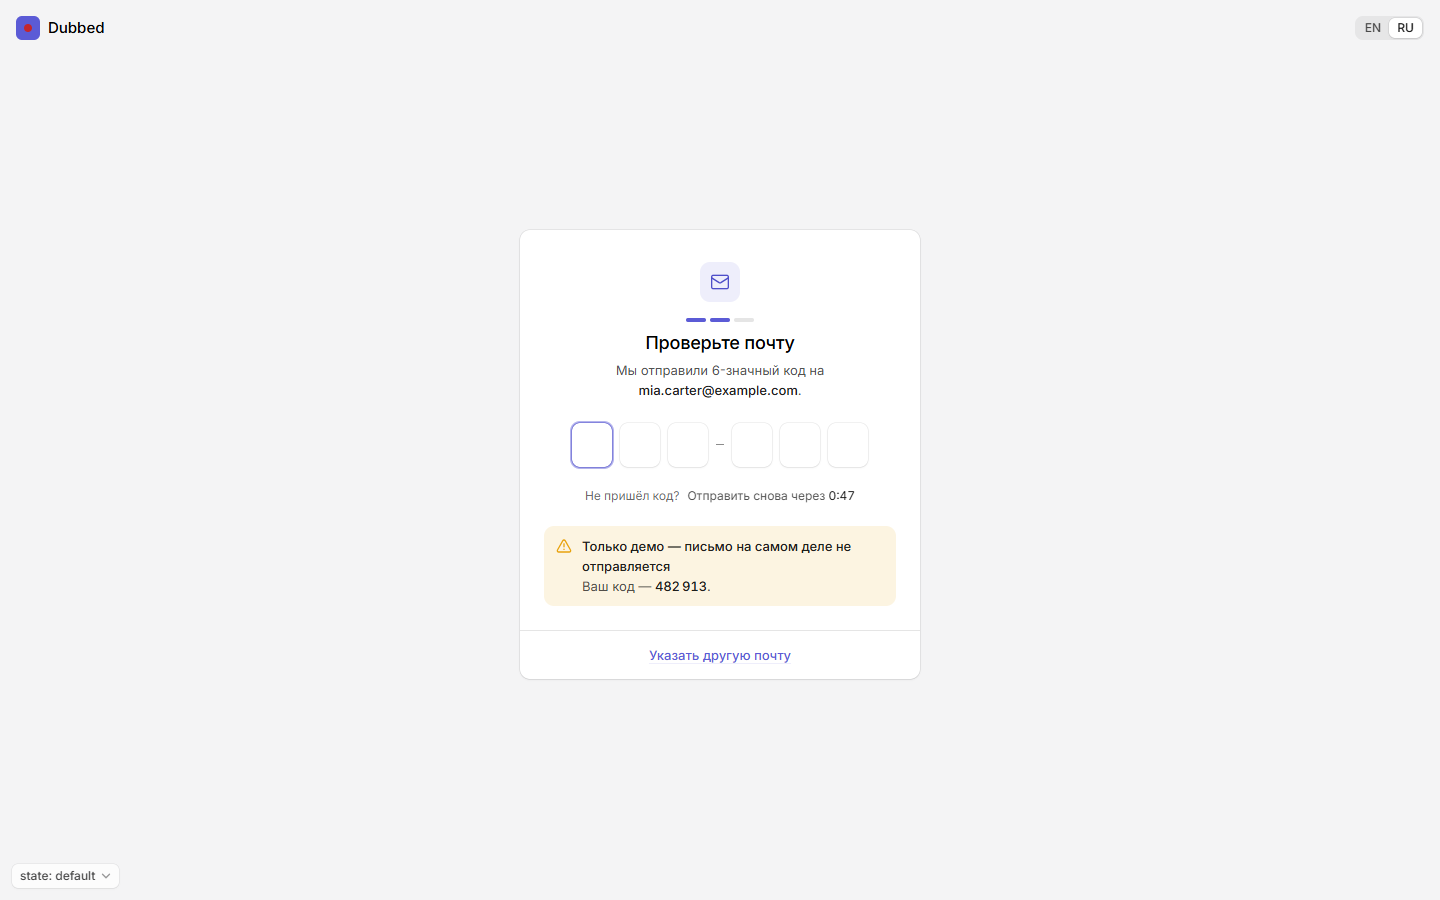 Dubbed
EN RU
Проверьте почту
Мы отправили 6-значный код на
mia.carter@example.com.
–
Не пришёл код? Отправить снова через 0:47
Только демо — письмо на самом деле не
отправляется
Ваш код — 482 913.
Указать другую почту
state: default